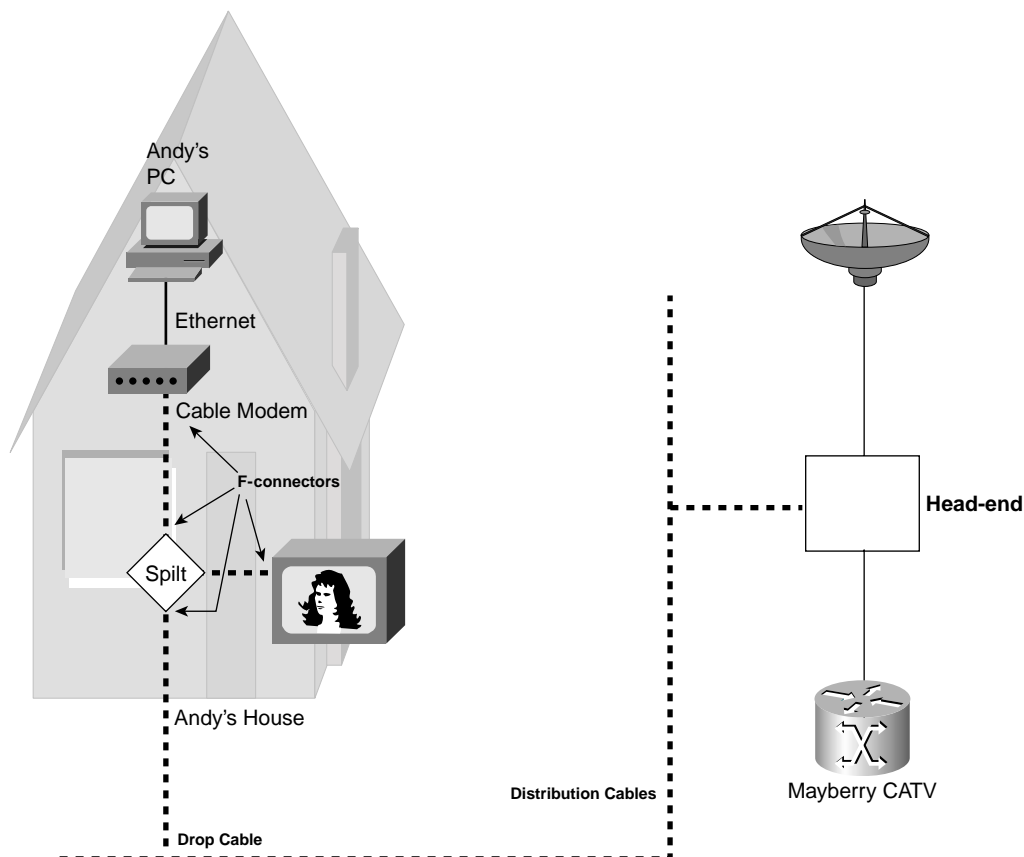 Andy's
PC
Ethernet
Cable Modem
F-connectors
Head-end
Spilt
Andy's House
Distribution Cables
Mayberry CATV
Drop Cable